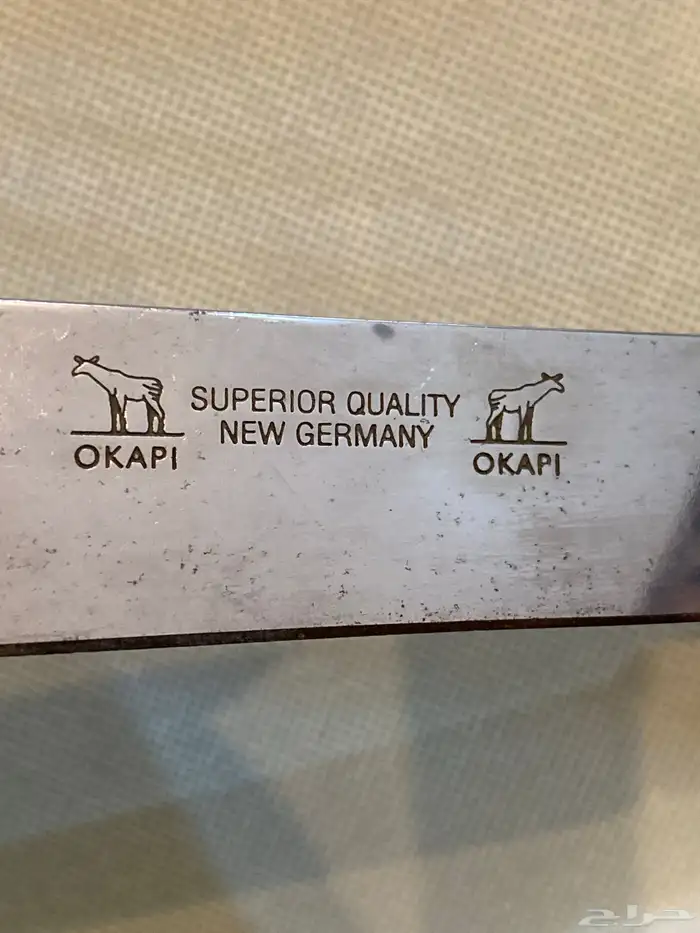 SUPERIOR QUALITY
NEW GERMANY
OKAPI
OKAPI
حراج